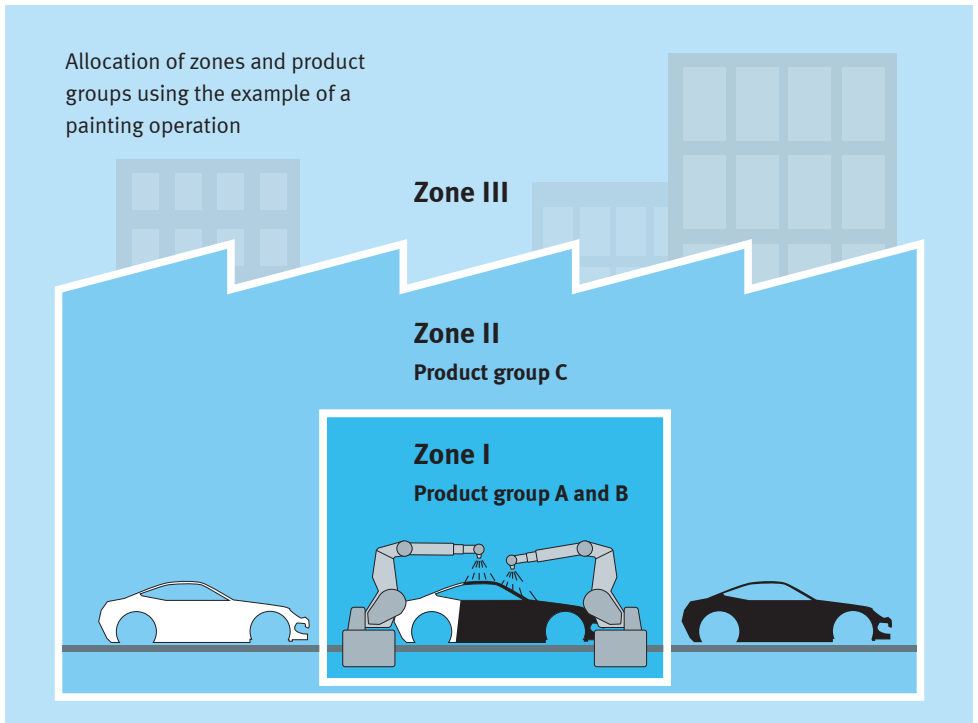 Allocation of zones and product
groups using the example of a
painting operation
Zone III
Zone II
Product group C
Zone I
Product group A and B